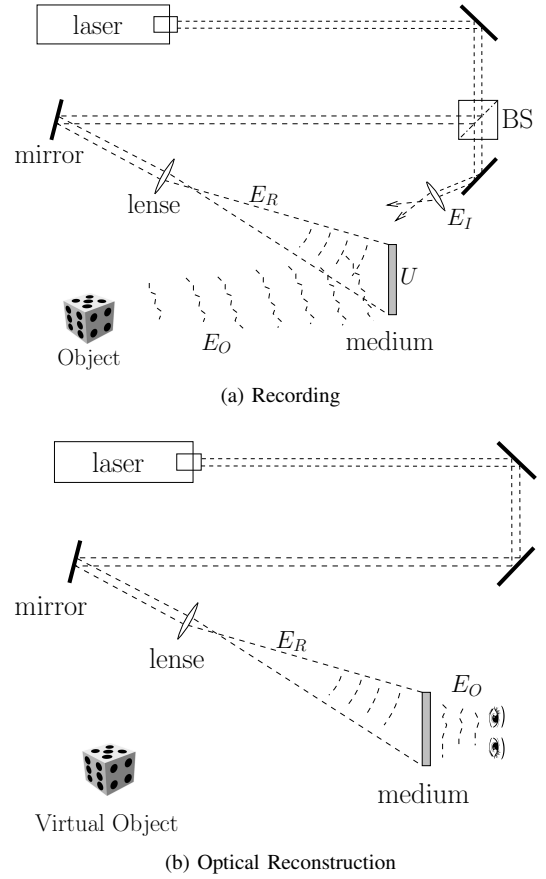 laser
BS
mirror
lense
E_R
E_I
U
E_O
Object
medium
(a) Recording
laser
mirror
lense
E_R
E_O
medium
Virtual Object
(b) Optical Reconstruction